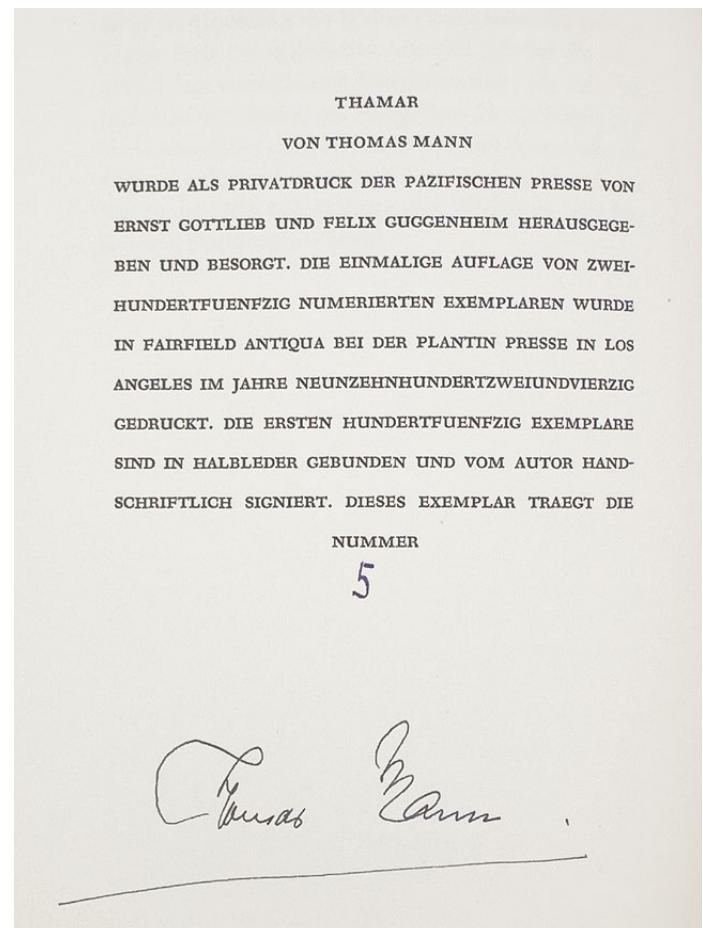 THAMAR
VON THOMAS MANN
WURDE ALS PRIVATDRUCK DER PAZIFISCHEN PRESSE VON
ERNST GOTTLIEB UND FELIX GUGGENHEIM HERAUSGEGE-
BEN UND BESORGT. DIE EINMALIGE AUFLAGE VON ZWEI-
HUNDERTFUENFZIG NUMERIERTEN EXEMPLAREN WURDE
IN FAIRFIELD ANTIQUA BEI DER PLANTIN PRESSE IN LOS
ANGELES IM JAHRE NEUNZEHNHUNDERTZWEIUNDVIERZIG
GEDRUCKT. DIE ERSTEN HUNDERTFUENFZIG EXEMPLARE
SIND IN HALBLEDER GEBUNDEN UND VOM AUTOR HAND-
SCHRIFTLICH SIGNIERT. DIESES EXEMPLAR TRAEGT DIE
NUMMER
5
Thomas Mann.